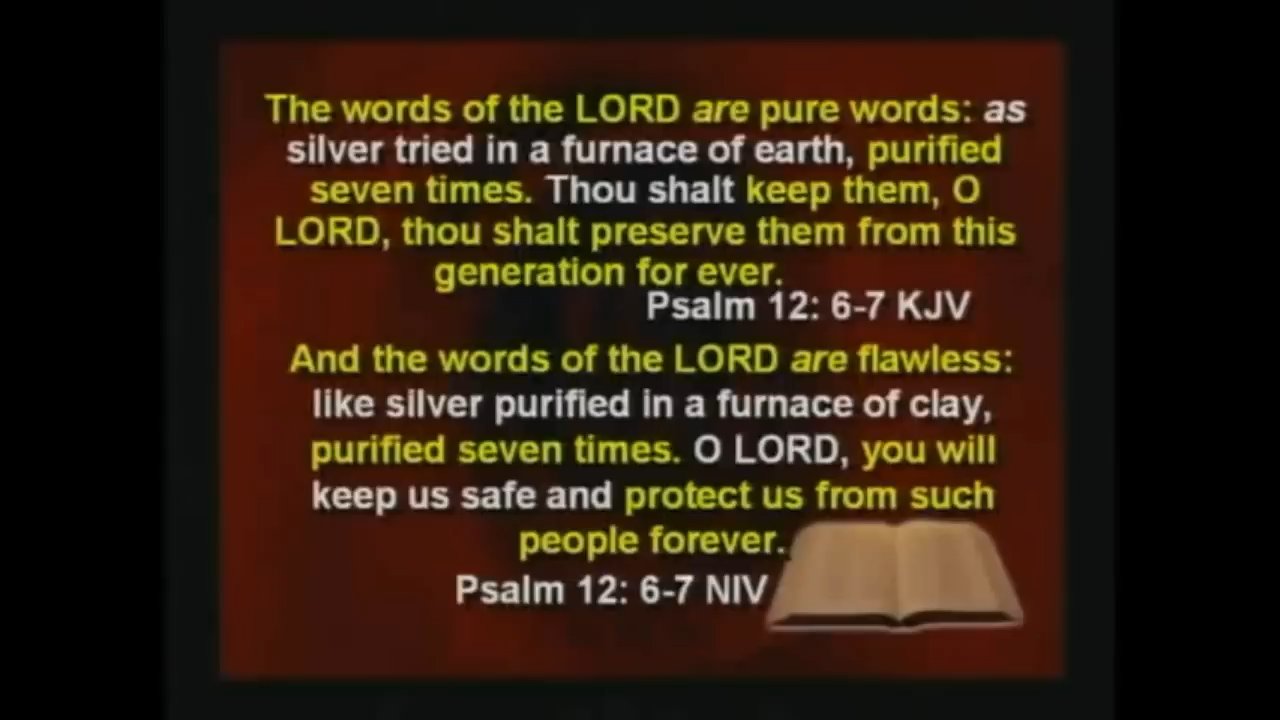 The words of the LORD are pure words: as
silver tried in a furnace of earth, purified
seven times. Thou shalt keep them, O
LORD, thou shalt preserve them from this
generation for ever.
Psalm 12: 6-7 KJV
And the words of the LORD are flawless:
like silver purified in a furnace of clay,
purified seven times. O LORD, you will
keep us safe and protect us from such
people forever.
Psalm 12: 6-7 NIV